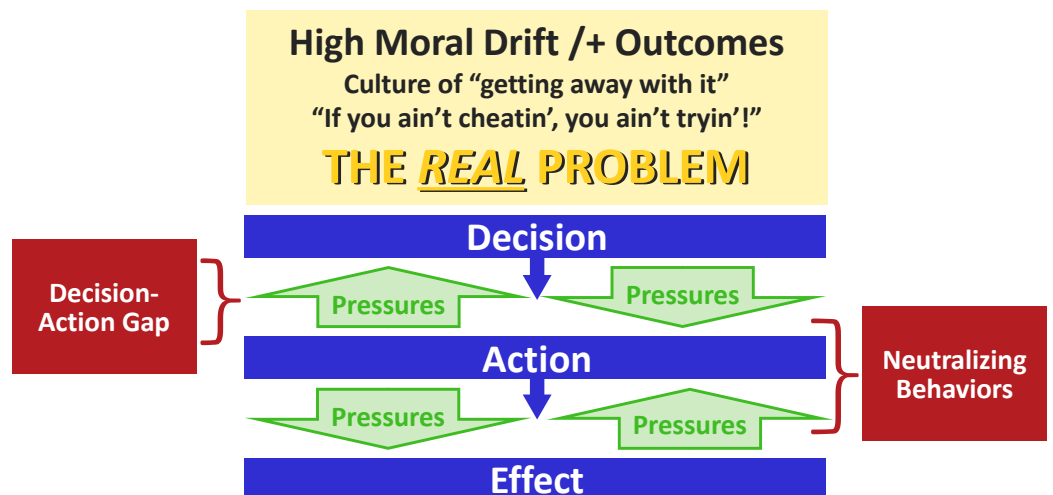 High Moral Drift /+ Outcomes
Culture of “getting away with it”
“If you ain’t cheatin’, you ain’t tryin’!”
THE REAL PROBLEM
Decision
Decision-
Action Gap
Pressures
Pressures
Action
Neutralizing
Behaviors
Pressures
Pressures
Effect